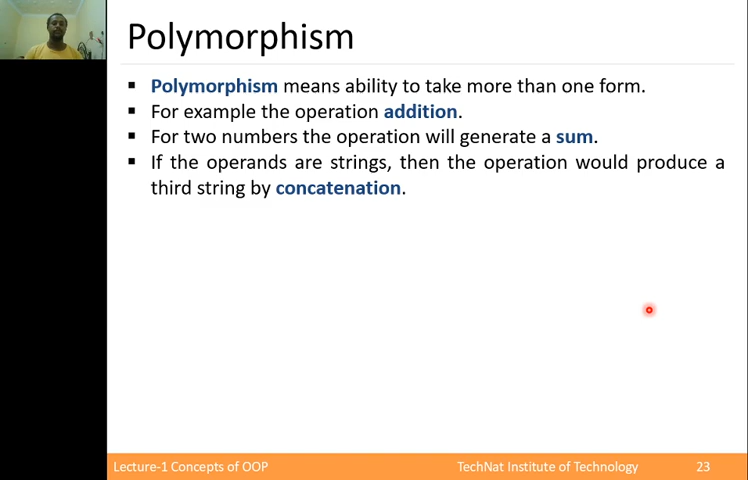 Polymorphism
▪ Polymorphism means ability to take more than one form.
▪ For example the operation addition.
▪ For two numbers the operation will generate a sum.
▪ If the operands are strings, then the operation would produce a
third string by concatenation.
Lecture-1 Concepts of OOP TechNat Institute of Technology 23